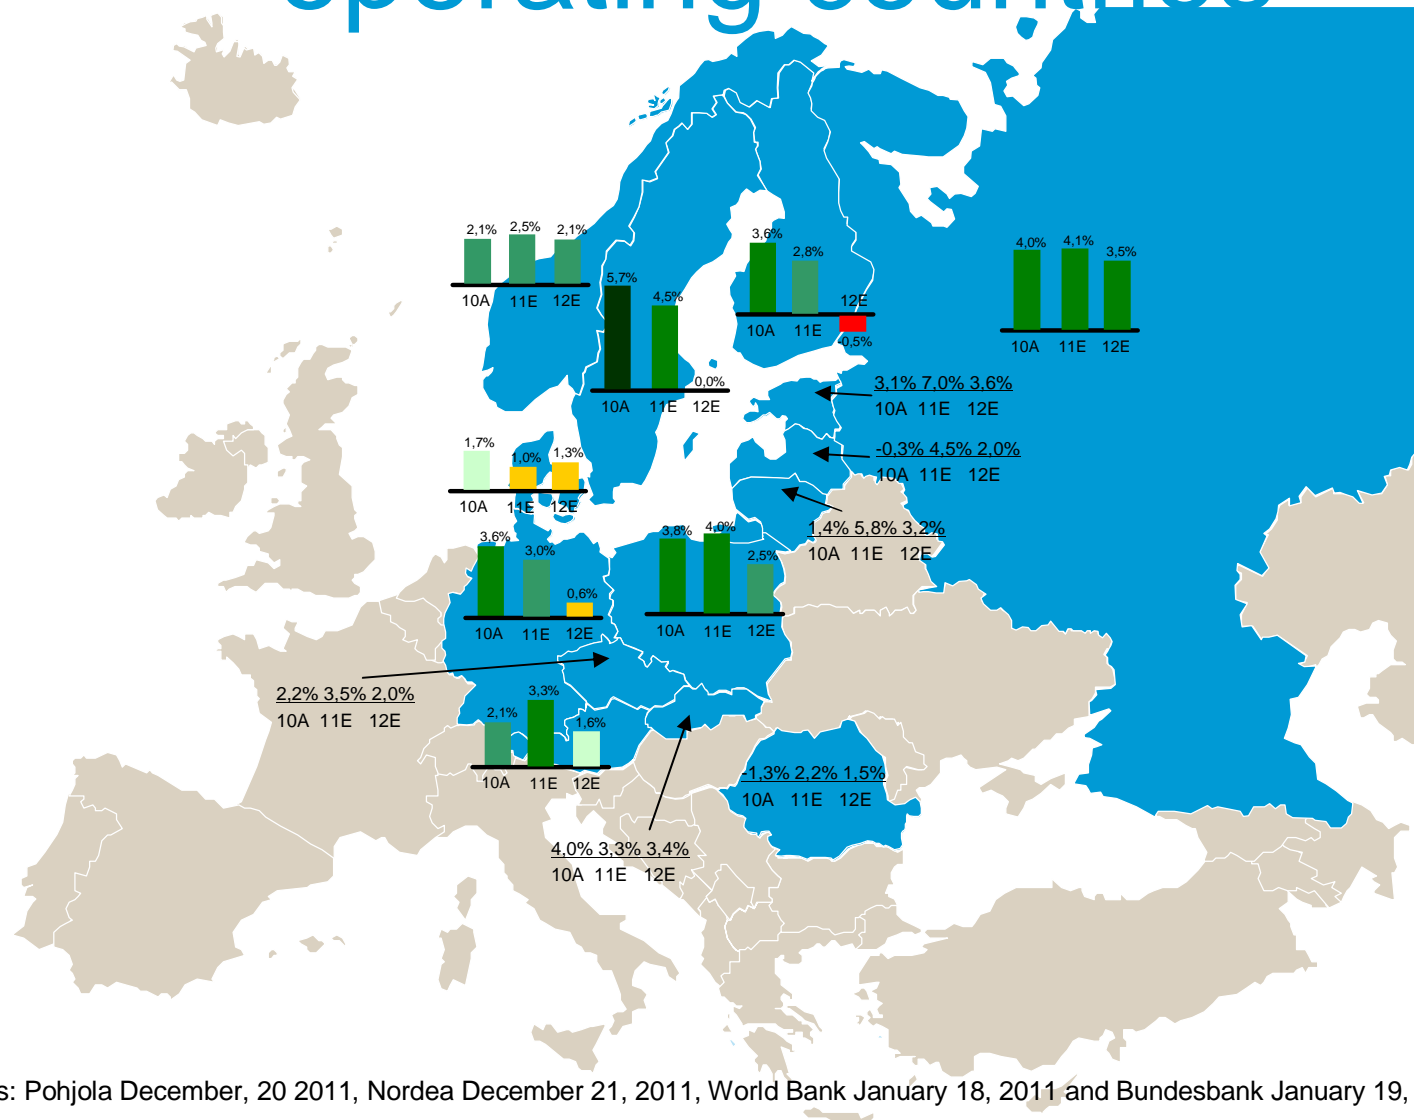 operating countries
2,1% 2,5% 2,1%
10A 11E 12E
5,7% 4,5% 0,0%
10A 11E 12E
3,6% 2,8% -0,5%
10A 11E 12E
4,0% 4,1% 3,5%
10A 11E 12E
3,1% 7,0% 3,6%
10A 11E 12E
-0,3% 4,5% 2,0%
10A 11E 12E
1,4% 5,8% 3,2%
10A 11E 12E
1,7% 1,0% 1,3%
10A 11E 12E
3,6% 3,0% 0,6%
10A 11E 12E
3,8% 4,0% 2,5%
10A 11E 12E
2,2% 3,5% 2,0%
10A 11E 12E
2,1% 3,3% 1,6%
10A 11E 12E
-1,3% 2,2% 1,5%
10A 11E 12E
4,0% 3,3% 3,4%
10A 11E 12E
s: Pohjola December, 20 2011, Nordea December 21, 2011, World Bank January 18, 2011 and Bundesbank January 19,